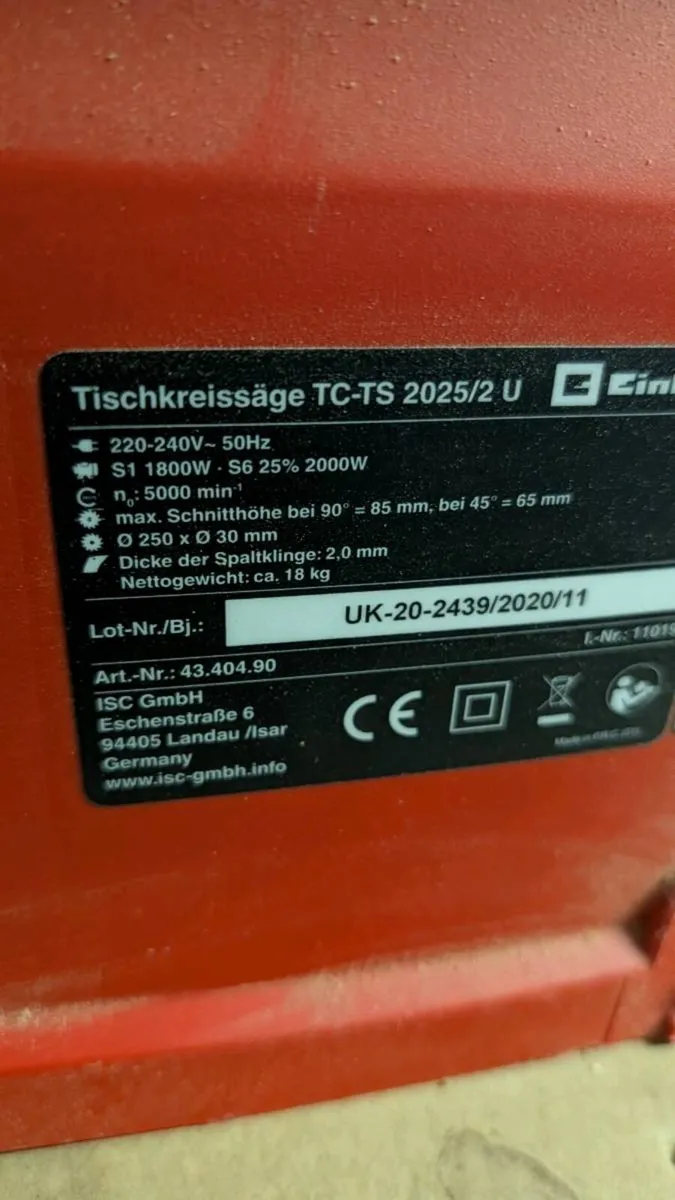 Tischkreissäge TC-TS 2025/2 U
220-240V~ 50Hz
S1 1800W · S6 25% 2000W
n₀: 5000 min⁻¹
max. Schnitthöhe bei 90° = 85 mm, bei 45° = 65 mm
Ø 250 x Ø 30 mm
Dicke der Spaltklinge: 2,0 mm
Nettogewicht: ca. 18 kg
Lot-Nr./Bj.: UK-20-2439/2020/11
I.-Nr.: 11019
Art.-Nr.: 43.404.90
ISC GmbH
Eschenstraße 6
94405 Landau /Isar
Germany
www.isc-gmbh.info
CE